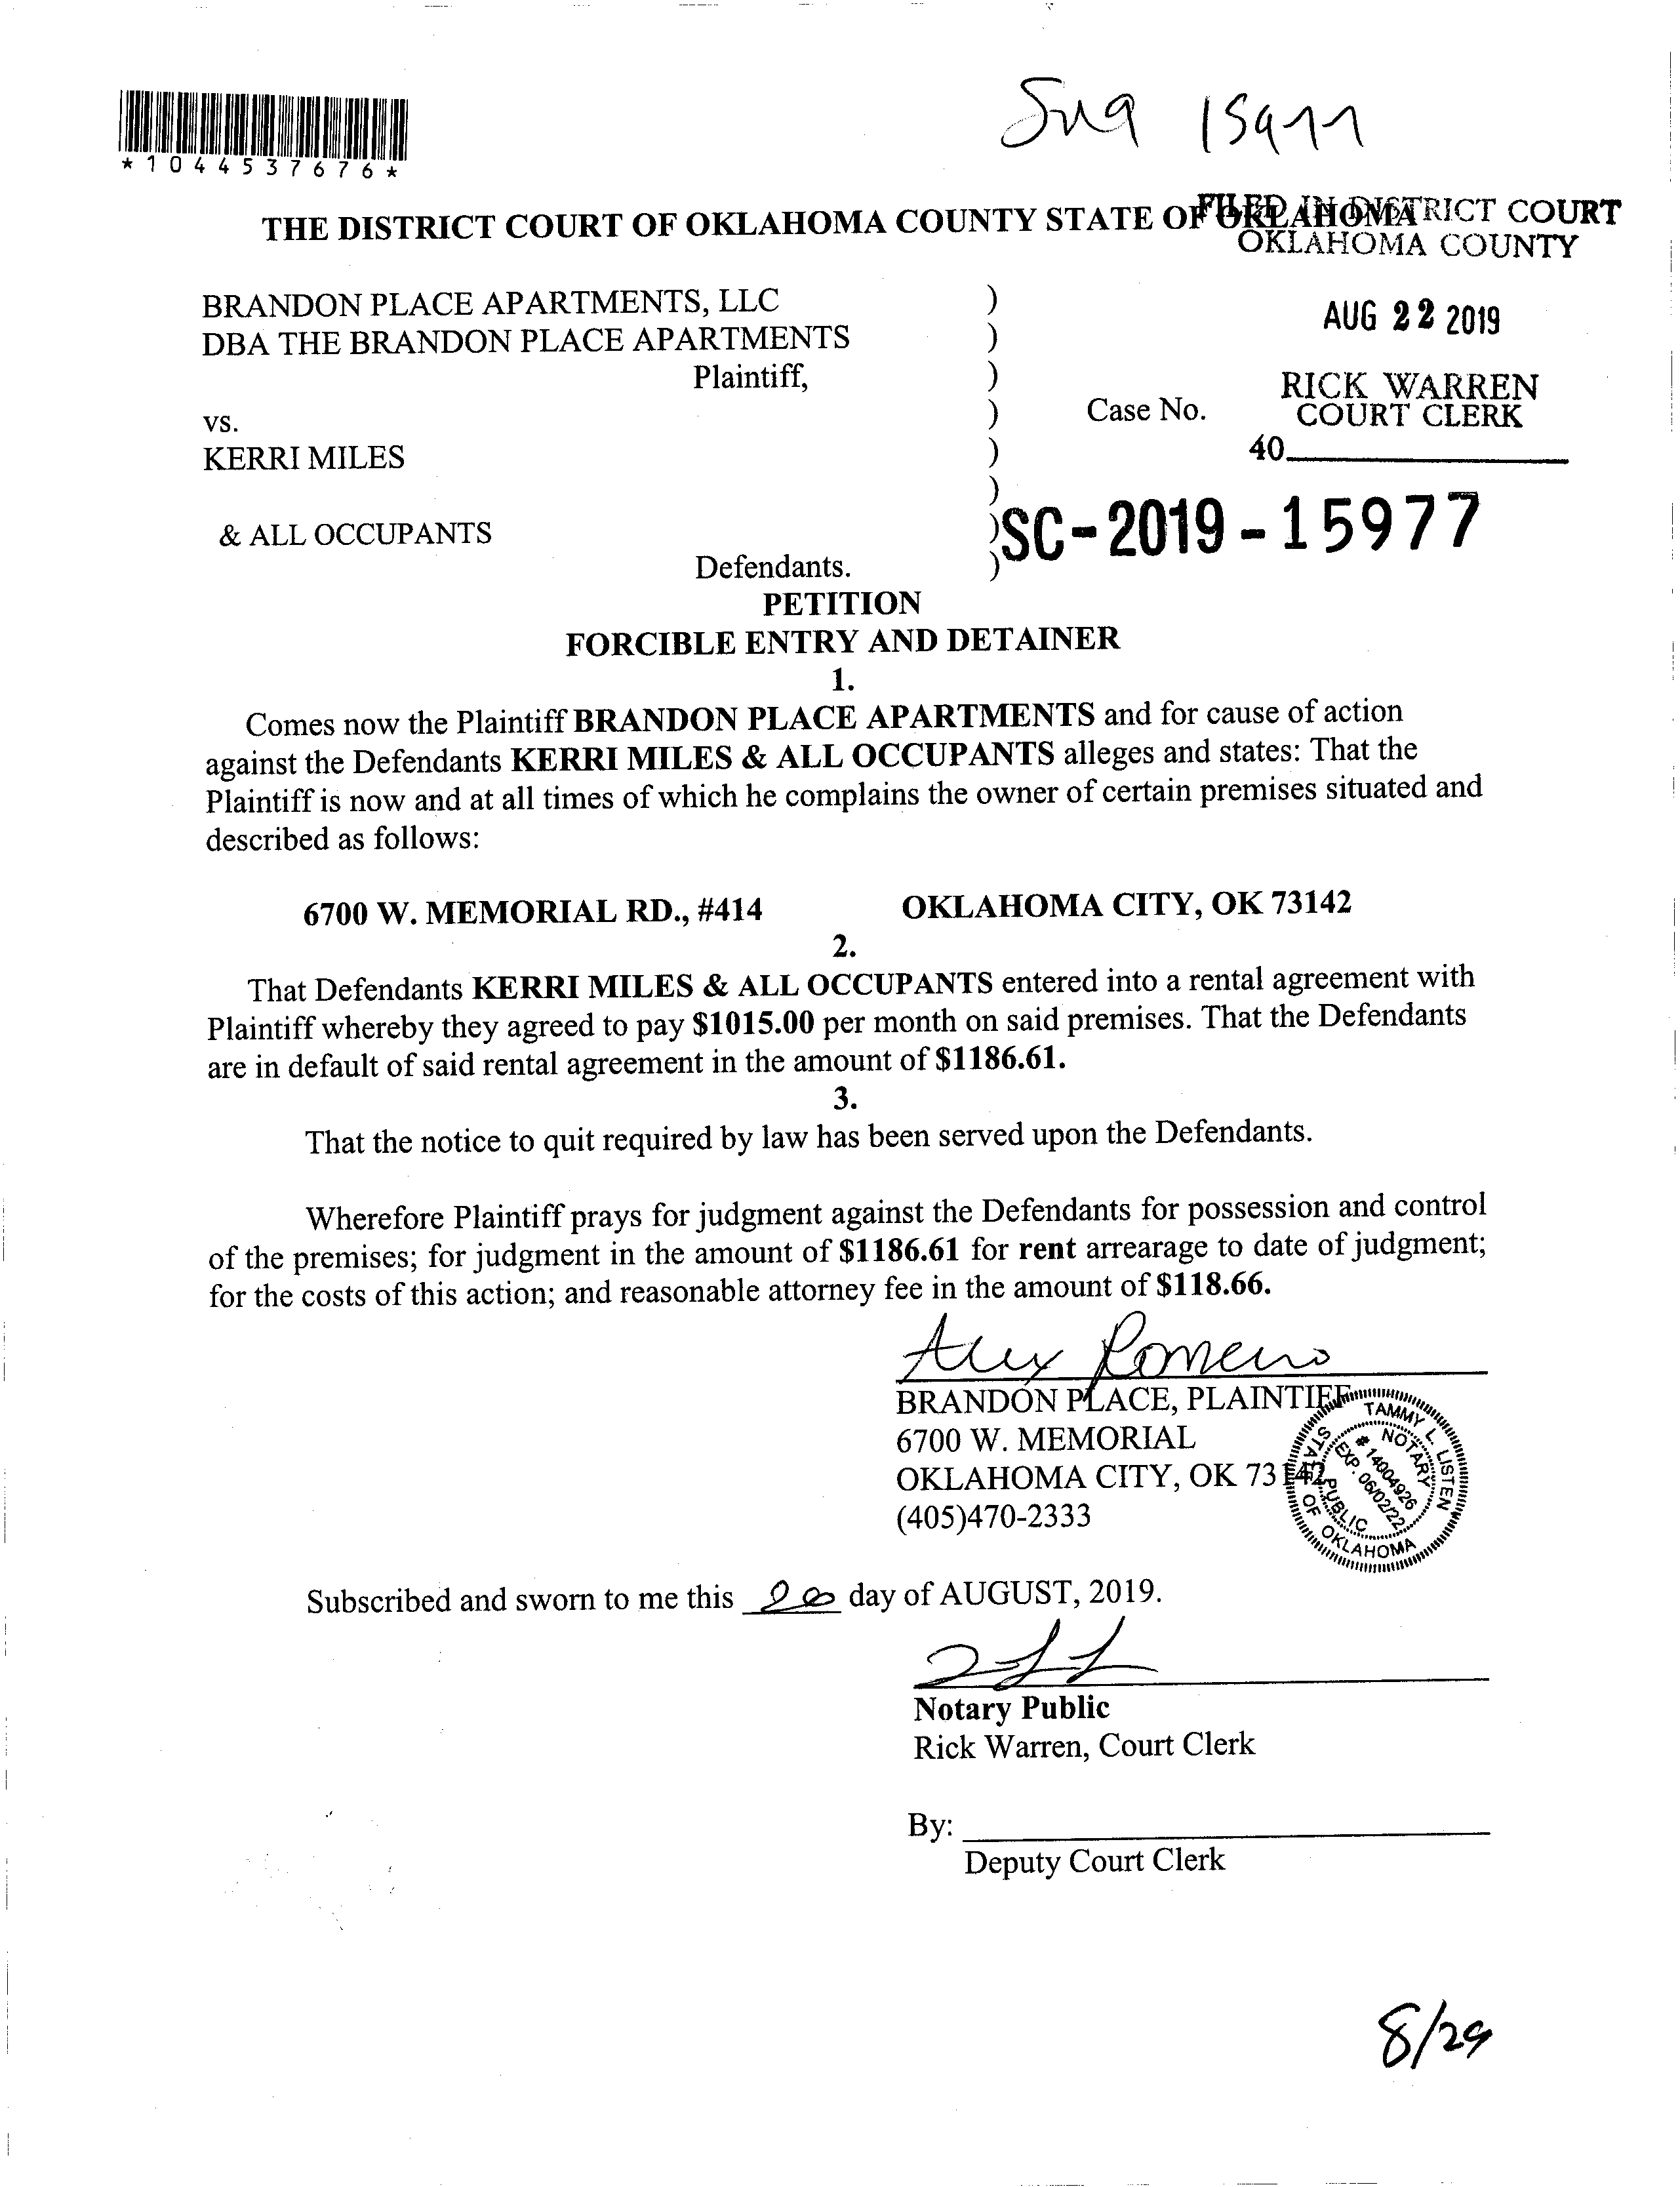 *1044537676*
15977
THE DISTRICT COURT OF OKLAHOMA COUNTY STATE OF OKLAHOMA
FILED IN DISTRICT COURT
OKLAHOMA COUNTY
BRANDON PLACE APARTMENTS, LLC )
DBA THE BRANDON PLACE APARTMENTS )
AUG 22 2019
Plaintiff, )
RICK WARREN
COURT CLERK
vs. ) Case No.
40
KERRI MILES )
)
& ALL OCCUPANTS )
SC-2019-15977
Defendants. )
PETITION
FORCIBLE ENTRY AND DETAINER
1.
Comes now the Plaintiff BRANDON PLACE APARTMENTS and for cause of action
against the Defendants KERRI MILES & ALL OCCUPANTS alleges and states: That the
Plaintiff is now and at all times of which he complains the owner of certain premises situated and
described as follows:
6700 W. MEMORIAL RD., #414 OKLAHOMA CITY, OK 73142
2.
That Defendants KERRI MILES & ALL OCCUPANTS entered into a rental agreement with
Plaintiff whereby they agreed to pay $1015.00 per month on said premises. That the Defendants
are in default of said rental agreement in the amount of $1186.61.
3.
That the notice to quit required by law has been served upon the Defendants.
Wherefore Plaintiff prays for judgment against the Defendants for possession and control
of the premises; for judgment in the amount of $1186.61 for rent arrearage to date of judgment;
for the costs of this action; and reasonable attorney fee in the amount of $118.66.
Alex Romero
BRANDON PLACE, PLAINTIFF
6700 W. MEMORIAL
OKLAHOMA CITY, OK 73142
(405)470-2333
TAMMY L. LISTEN
NOTARY
# 14004926
EXP. 06/02/22
PUBLIC
STATE OF OKLAHOMA
Subscribed and sworn to me this day of AUGUST, 2019.
Notary Public
Rick Warren, Court Clerk
By:
Deputy Court Clerk
8/29